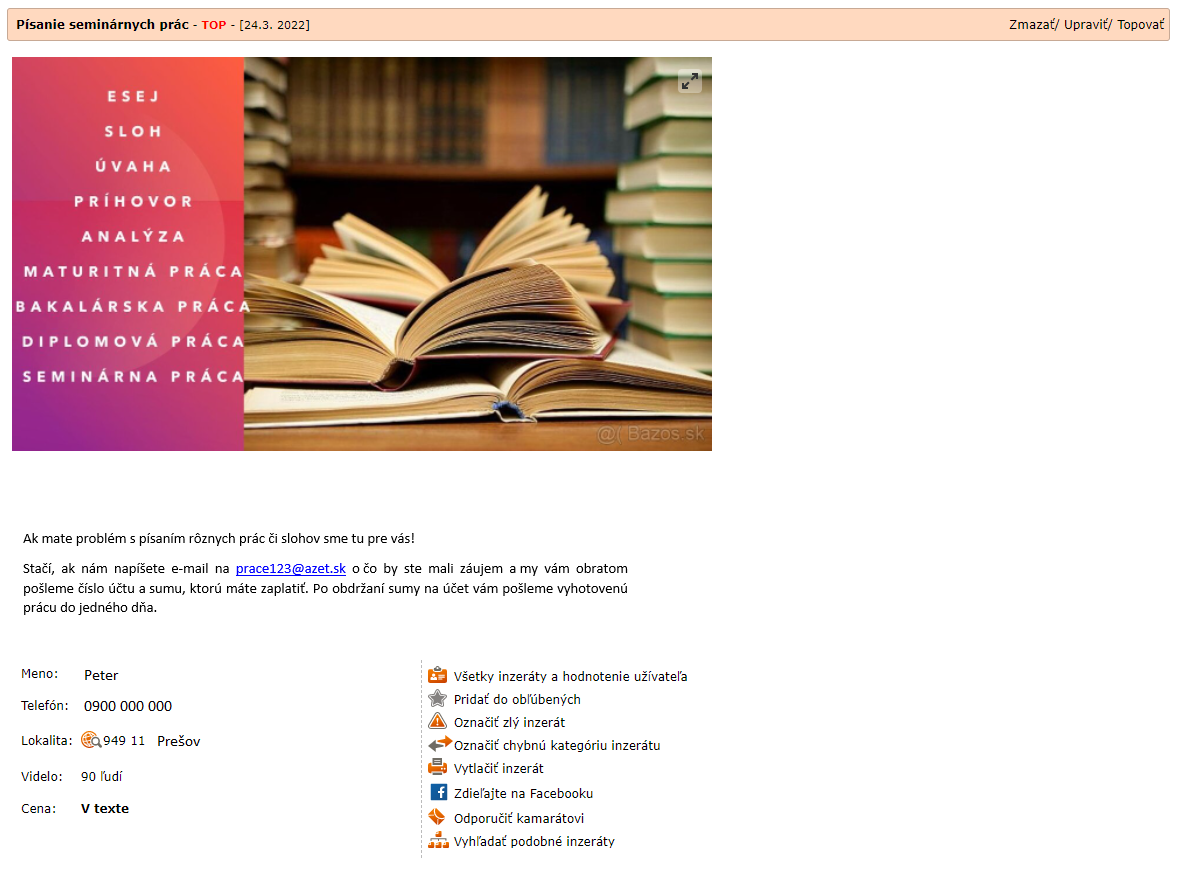 Písanie seminárnych prác - TOP - [24.3. 2022]
Zmazať/ Upraviť/ Topovať
ESEJ
SLOH
ÚVAHA
PRÍHOVOR
ANALÝZA
MATURITNÁ PRÁCA
BAKALÁRSKA PRÁCA
DIPLOMOVÁ PRÁCA
SEMINÁRNA PRÁCA
@( Bazos.sk
Ak mate problém s písaním rôznych prác či slohov sme tu pre vás!
Stačí, ak nám napíšete e-mail na prace123@azet.sk o čo by ste mali záujem a my vám obratom
pošleme číslo účtu a sumu, ktorú máte zaplatiť. Po obdržaní sumy na účet vám pošleme vyhotovenú
prácu do jedného dňa.
Meno: Peter
Telefón: 0900 000 000
Lokalita: 949 11 Prešov
Videlo: 90 ľudí
Cena: V texte
Všetky inzeráty a hodnotenie užívateľa
Pridať do obľúbených
Označiť zlý inzerát
Označiť chybnú kategóriu inzerátu
Vytlačiť inzerát
Zdieľajte na Facebooku
Odporučiť kamarátovi
Vyhľadať podobné inzeráty